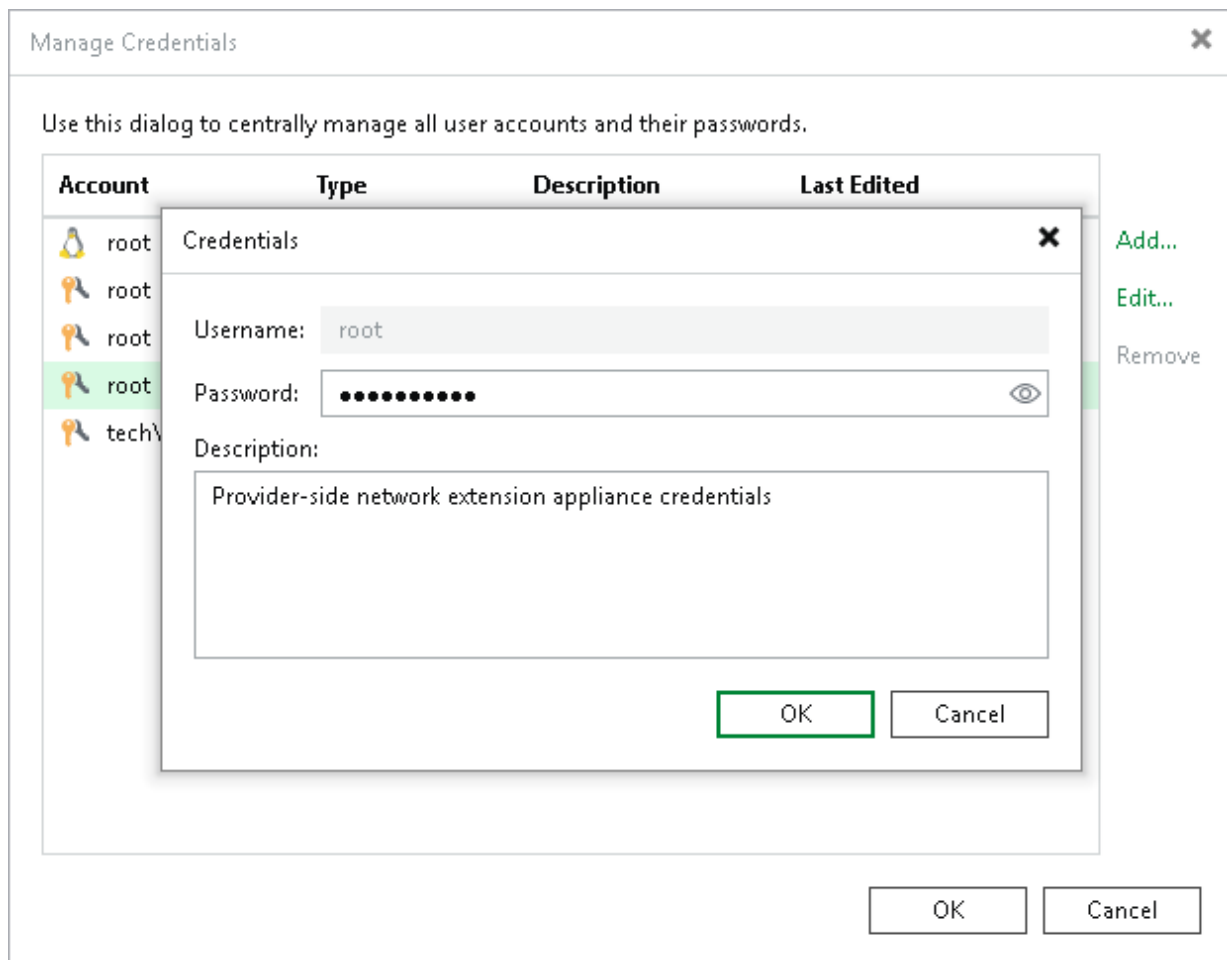 Manage Credentials
Use this dialog to centrally manage all user accounts and their passwords.
Account Type Description Last Edited
root
root
root
root
tech\
Credentials
Username: root
Password: ●●●●●●●●●●
Description:
Provider-side network extension appliance credentials
OK Cancel
Add...
Edit...
Remove
OK Cancel